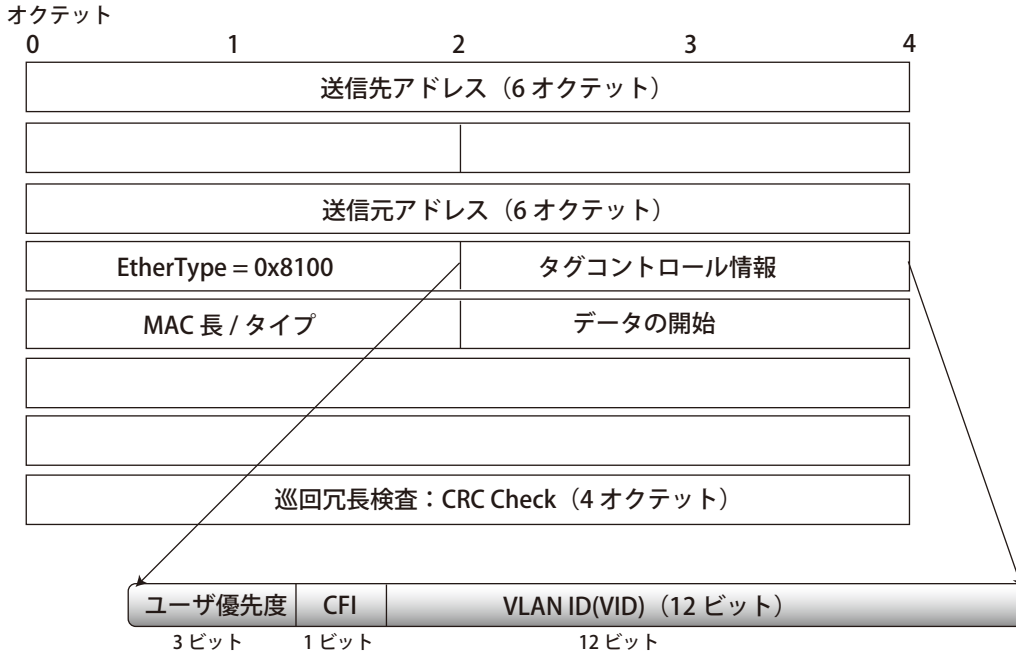 オクテット
0 1 2 3 4
送信先アドレス（6 オクテット）
送信元アドレス（6 オクテット）
EtherType = 0x8100 タグコントロール情報
MAC 長 / タイプ データの開始
巡回冗長検査：CRC Check（4 オクテット）
ユーザ優先度 CFI VLAN ID(VID)（12 ビット）
3 ビット 1 ビット 12 ビット